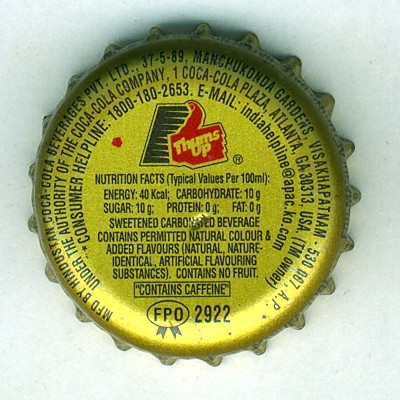 MFD BY HINDUSTAN COCA-COLA BEVERAGES PVT. LTD., 37-5-89, MANCHUKONDA GARDENS, VISAKHAPATNAM - 530 007, A.P.
UNDER THE AUTHORITY OF THE COCA-COLA COMPANY, 1 COCA-COLA PLAZA, ATLANTA, GA 30313, USA (TM owner)
* CONSUMER HELPLINE: 1800-180-2653. E-MAIL: indiahelpline@apac.ko.com
Thums
UP
®
NUTRITION FACTS (Typical Values Per 100ml):
ENERGY: 40 Kcal; CARBOHYDRATE: 10 g
SUGAR: 10 g; PROTEIN: 0 g; FAT: 0 g
SWEETENED CARBONATED BEVERAGE
CONTAINS PERMITTED NATURAL COLOUR &
ADDED FLAVOURS (NATURAL, NATURE-
IDENTICAL, ARTIFICIAL FLAVOURING
SUBSTANCES). CONTAINS NO FRUIT.
"CONTAINS CAFFEINE"
FPO 2922